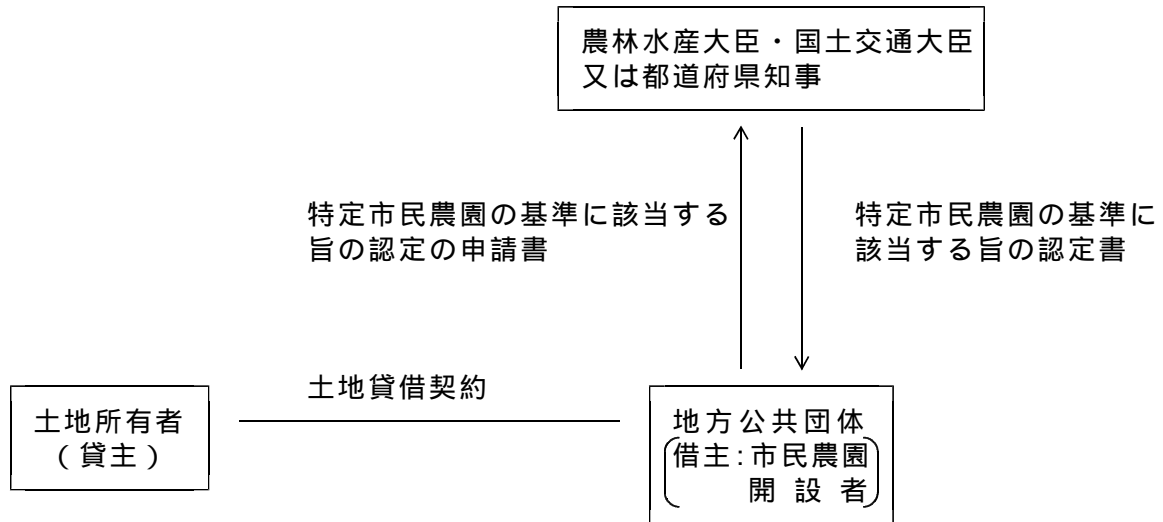 農林水産大臣・国土交通大臣
又は都道府県知事
特定市民農園の基準に該当する
旨の認定の申請書
特定市民農園の基準に
該当する旨の認定書
土地貸借契約
土地所有者
(貸主)
地方公共団体
借主:市民農園
開設者